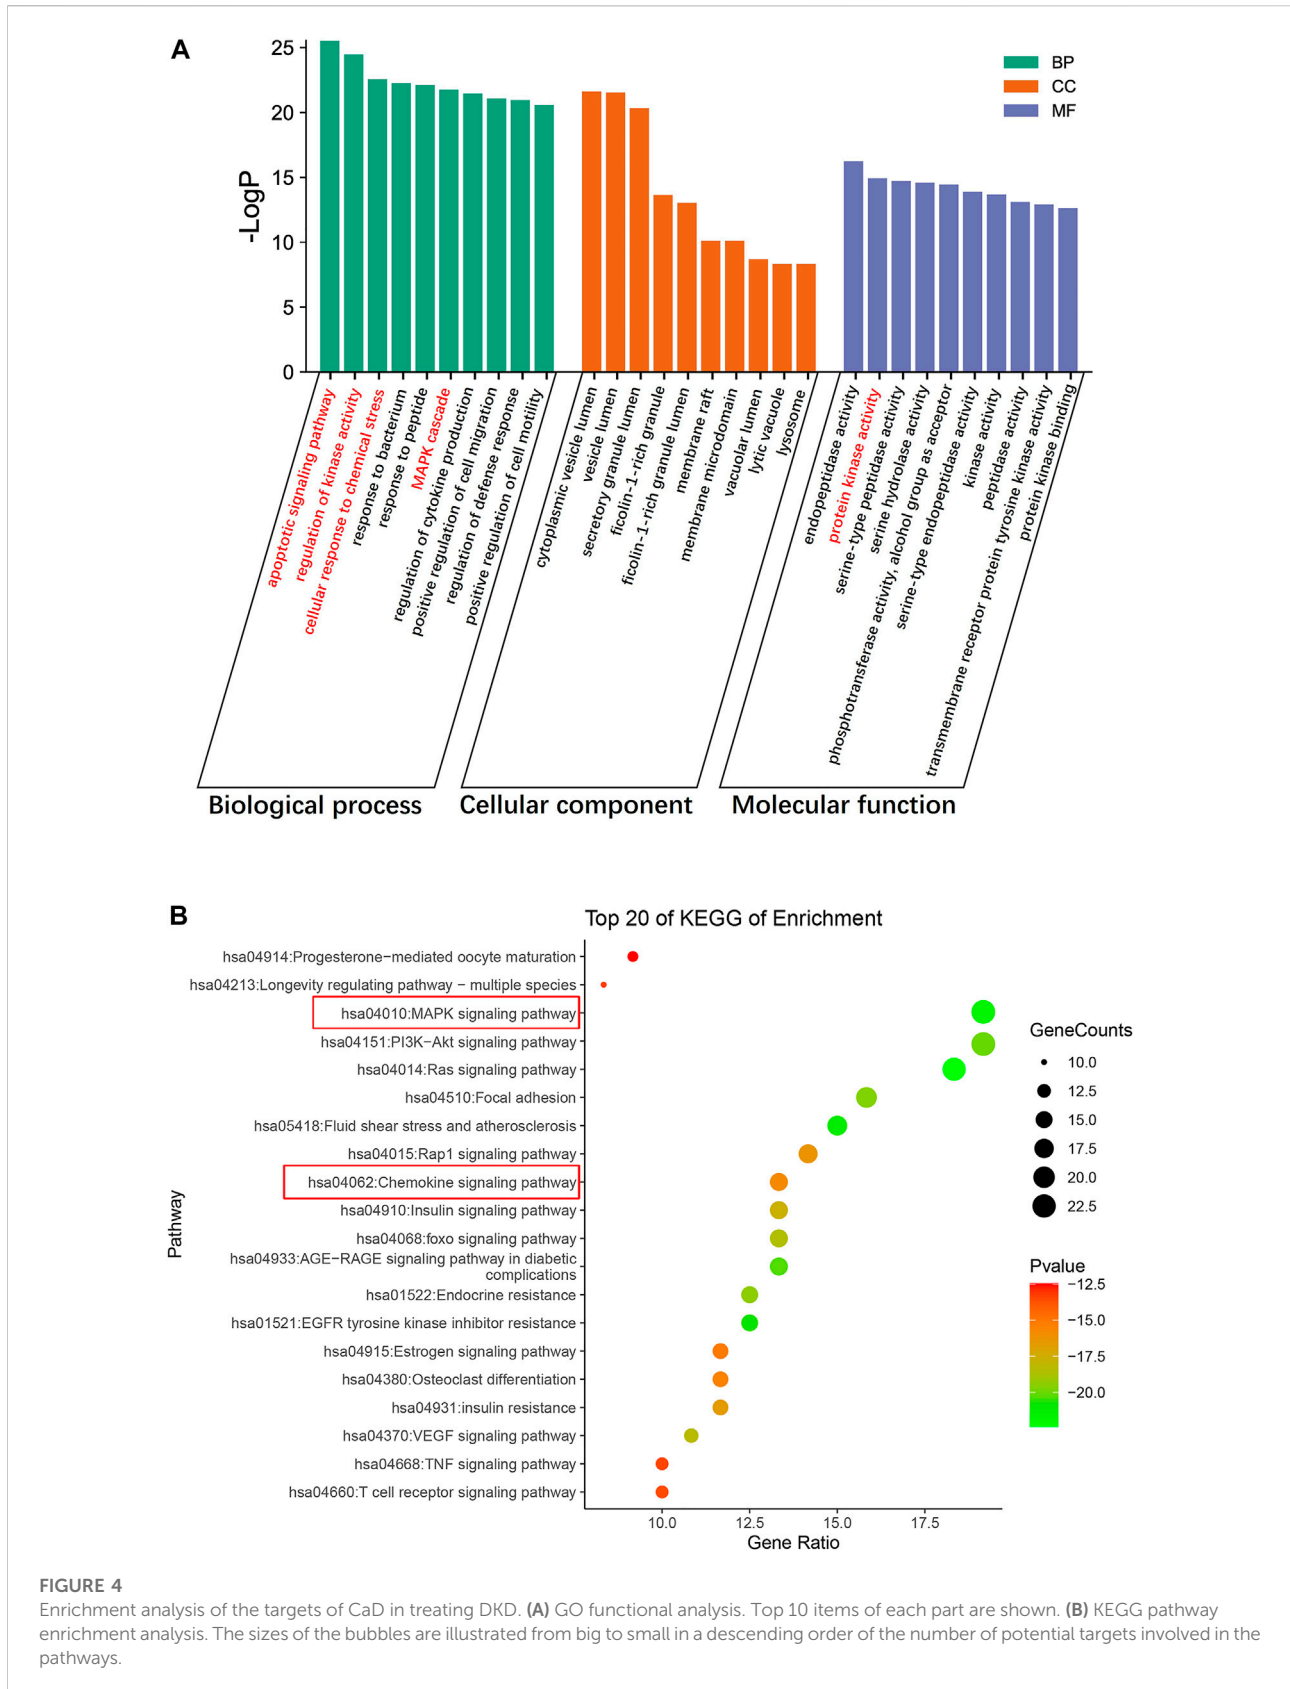 A
-LogP
25
20
15
10
5
0
BP
CC
MF
apoptotic signaling pathway
regulation of kinase activity
cellular response to chemical stress
response to bacterium
response to peptide
MAPK cascade
regulation of cytokine production
positive regulation of cell migration
regulation of defense response
positive regulation of cell motility
cytoplasmic vesicle lumen
vesicle lumen
secretory granule lumen
ficolin-1-rich granule
ficolin-1-rich granule lumen
membrane raft
membrane microdomain
vacuolar lumen
lytic vacuole
lysosome
endopeptidase activity
protein kinase activity
serine-type peptidase activity
serine hydrolase activity
phosphotransferase activity, alcohol group as acceptor
serine-type endopeptidase activity
kinase activity
peptidase activity
transmembrane receptor protein tyrosine kinase activity
protein kinase binding
Biological process
Cellular component
Molecular function
B
Top 20 of KEGG of Enrichment
Pathway
hsa04914:Progesterone−mediated oocyte maturation
hsa04213:Longevity regulating pathway − multiple species
hsa04010:MAPK signaling pathway
hsa04151:PI3K−Akt signaling pathway
hsa04014:Ras signaling pathway
hsa04510:Focal adhesion
hsa05418:Fluid shear stress and atherosclerosis
hsa04015:Rap1 signaling pathway
hsa04062:Chemokine signaling pathway
hsa04910:Insulin signaling pathway
hsa04068:foxo signaling pathway
hsa04933:AGE−RAGE signaling pathway in diabetic
complications
hsa01522:Endocrine resistance
hsa01521:EGFR tyrosine kinase inhibitor resistance
hsa04915:Estrogen signaling pathway
hsa04380:Osteoclast differentiation
hsa04931:insulin resistance
hsa04370:VEGF signaling pathway
hsa04668:TNF signaling pathway
hsa04660:T cell receptor signaling pathway
10.0
12.5
15.0
17.5
Gene Ratio
GeneCounts
10.0
12.5
15.0
17.5
20.0
22.5
Pvalue
−12.5
−15.0
−17.5
−20.0
FIGURE 4
Enrichment analysis of the targets of CaD in treating DKD. (A) GO functional analysis. Top 10 items of each part are shown. (B) KEGG pathway
enrichment analysis. The sizes of the bubbles are illustrated from big to small in a descending order of the number of potential targets involved in the
pathways.